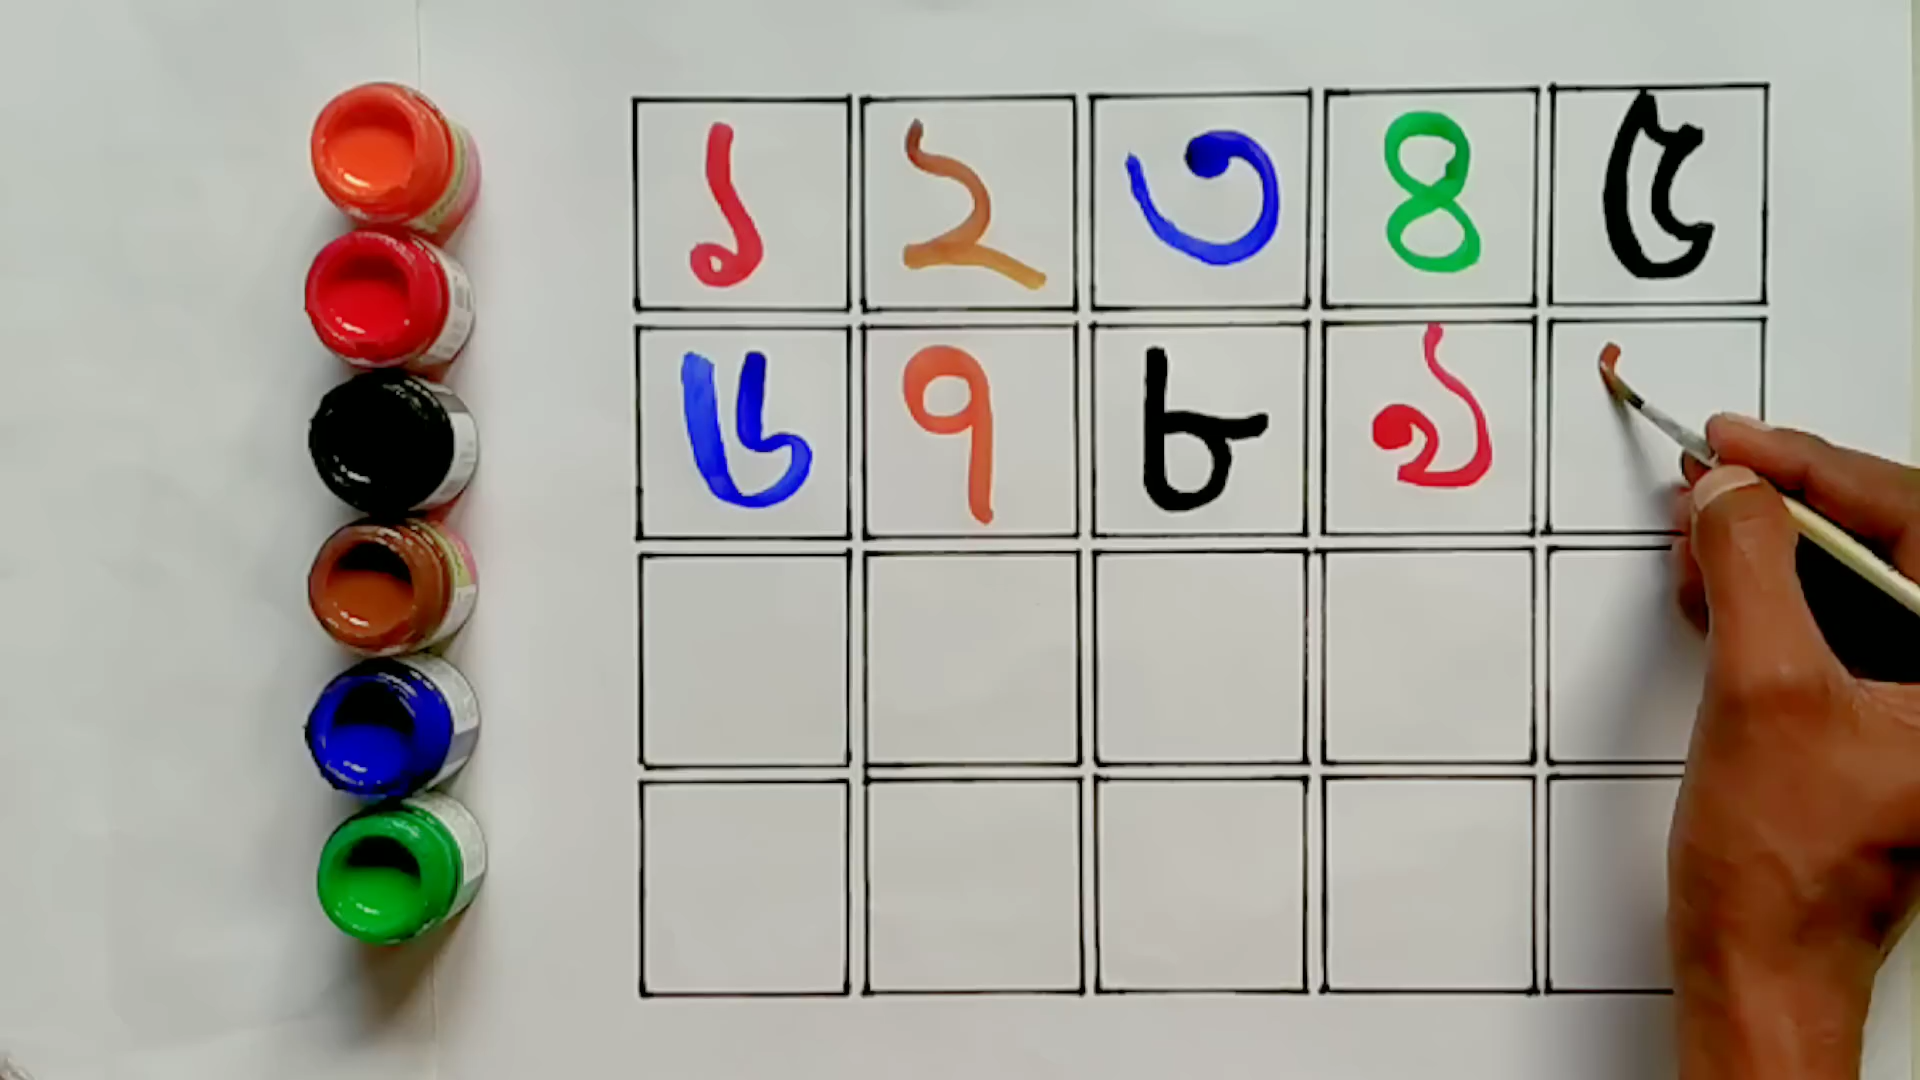 ১ ২ ৩ ৪ ৫
৬ ৭ ৮ ৯